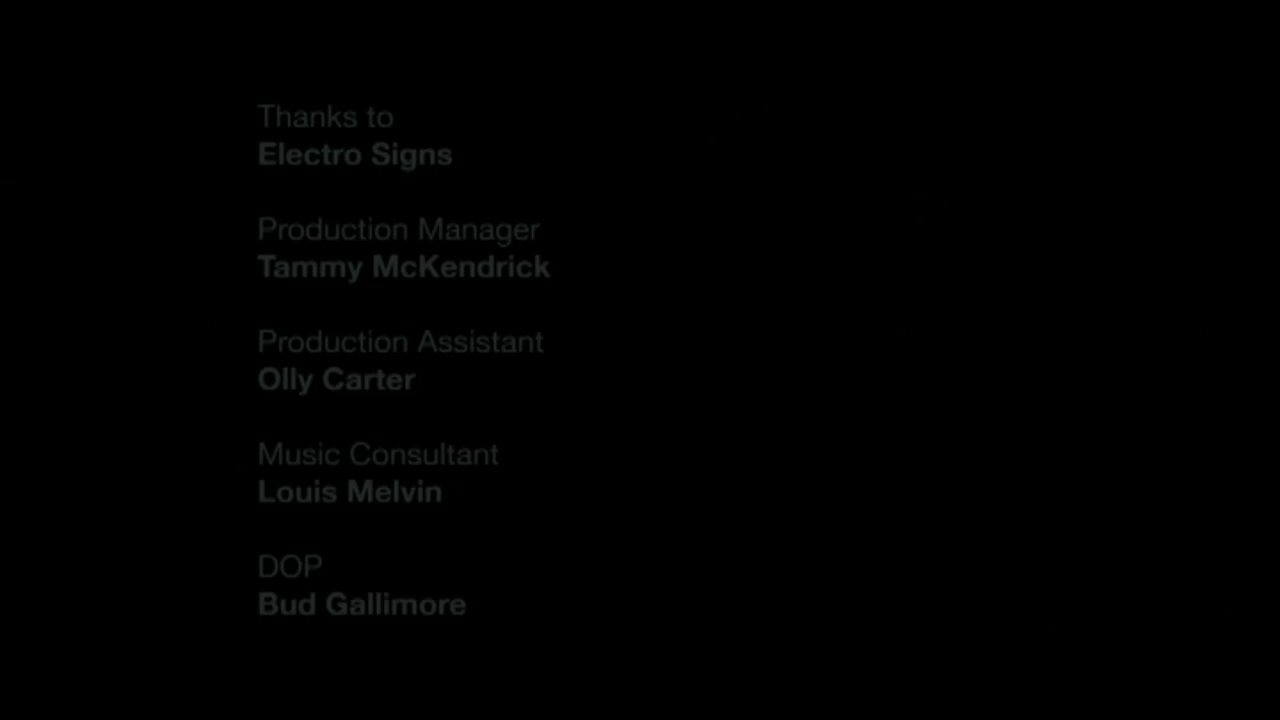 Thanks to
Electro Signs
Production Manager
Tammy McKendrick
Production Assistant
Olly Carter
Music Consultant
Louis Melvin
DOP
Bud Gallimore